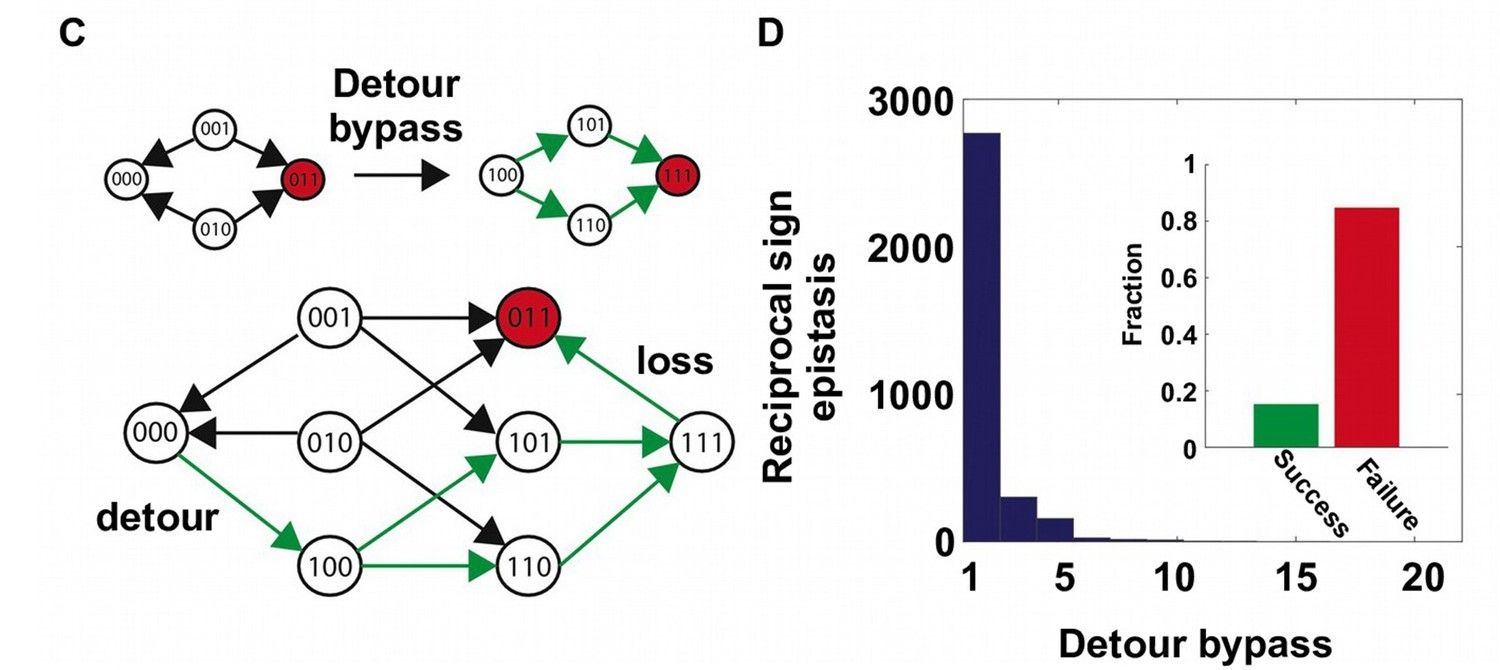 C
Detour
bypass
001
000
011
010
101
100
111
110
001
011
loss
000
010
101
111
detour
100
110
D
Reciprocal sign
epistasis
3000
2000
1000
0
1
5
10
15
20
Detour bypass
Fraction
1
0.8
0.6
0.4
0.2
0
Success
Failure